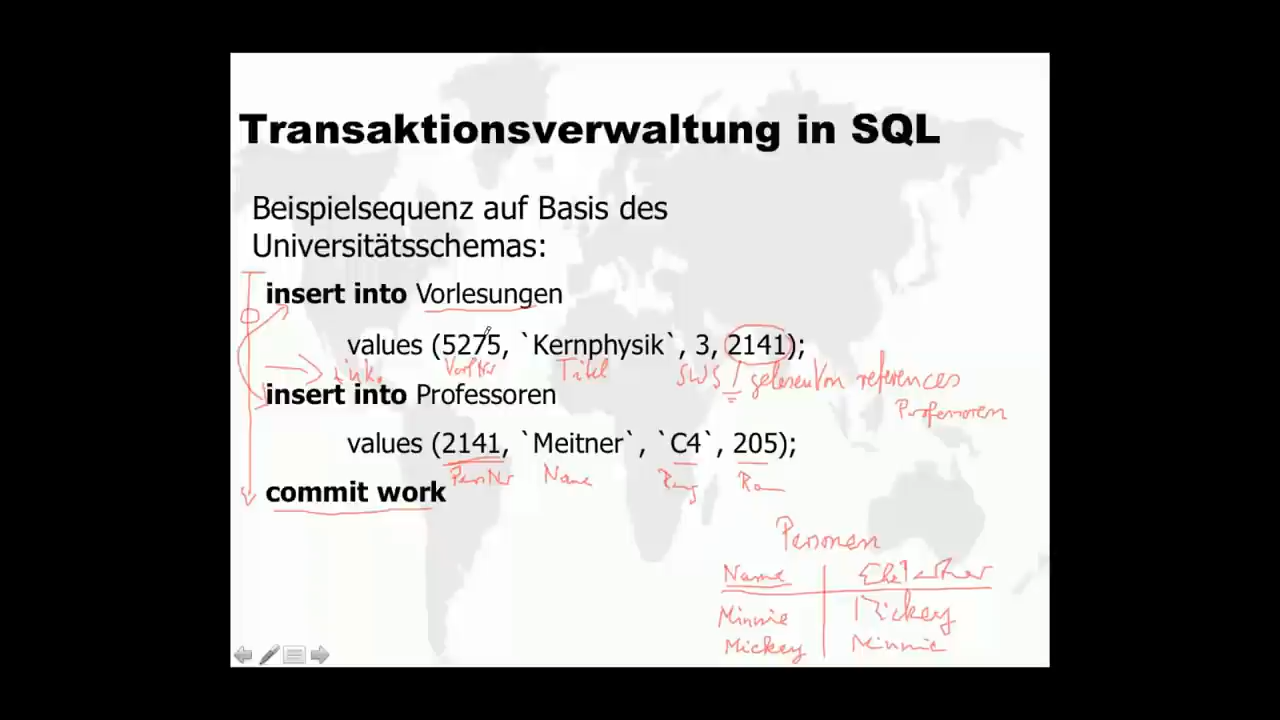 Transaktionsverwaltung in SQL
Beispielsequenz auf Basis des
Universitätsschemas:
insert into Vorlesungen
values (5275, `Kernphysik`, 3, 2141);
ink. VorlNr Titel SWS gelesenVon references
Professoren
insert into Professoren
values (2141, `Meitner`, `C4`, 205);
PersNr Name Rang
commit work
Personen
Name EhePartner
Minnie Mickey
Mickey Minnie